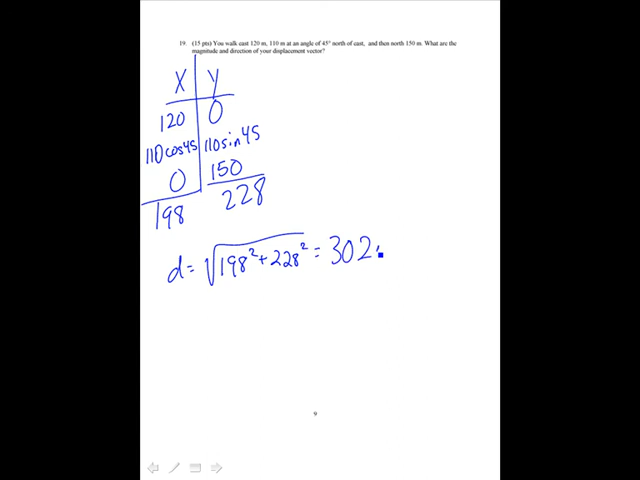 19. (15 pts) You walk east 120 m, 110 m at an angle of 45° north of east, and then north 150 m. What are the
magnitude and direction of your displacement vector?
X Y
120 0
110cos45 110sin45
0 150
198 228
d = √198² + 228² = 302
9